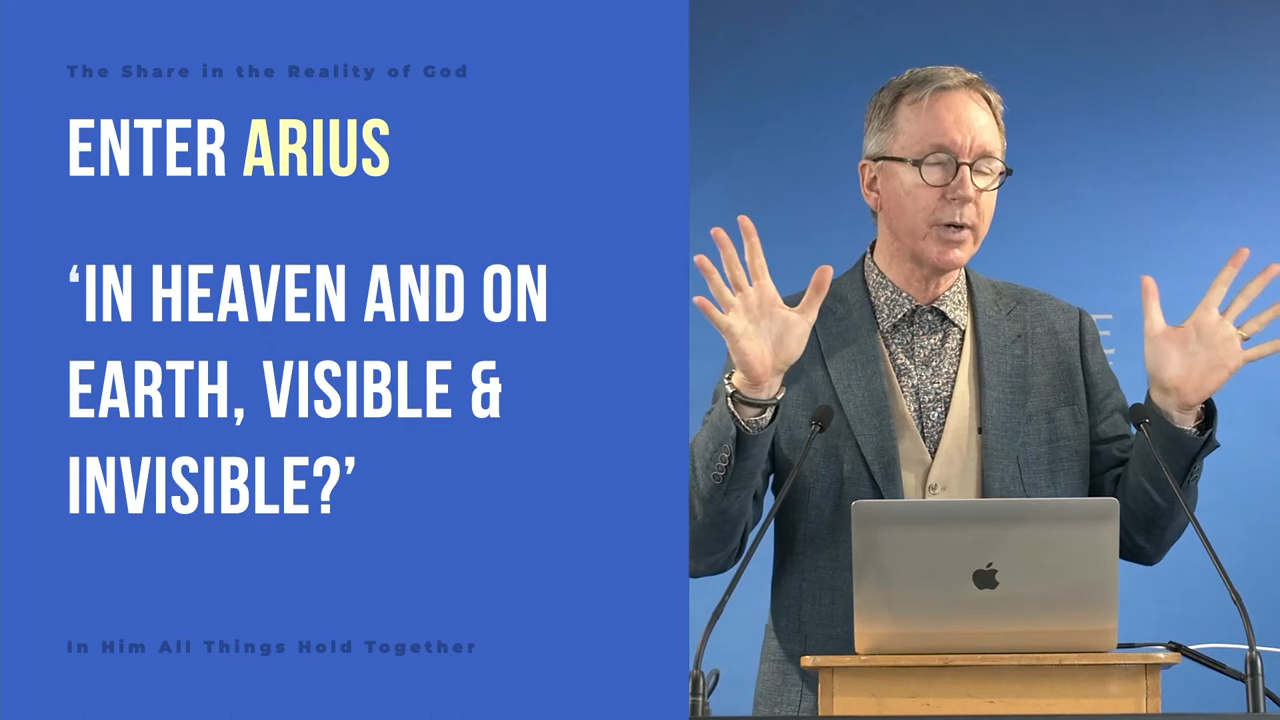 The Share in the Reality of God
ENTER ARIUS
‘IN HEAVEN AND ON
EARTH, VISIBLE &
INVISIBLE?’
In Him All Things Hold Together